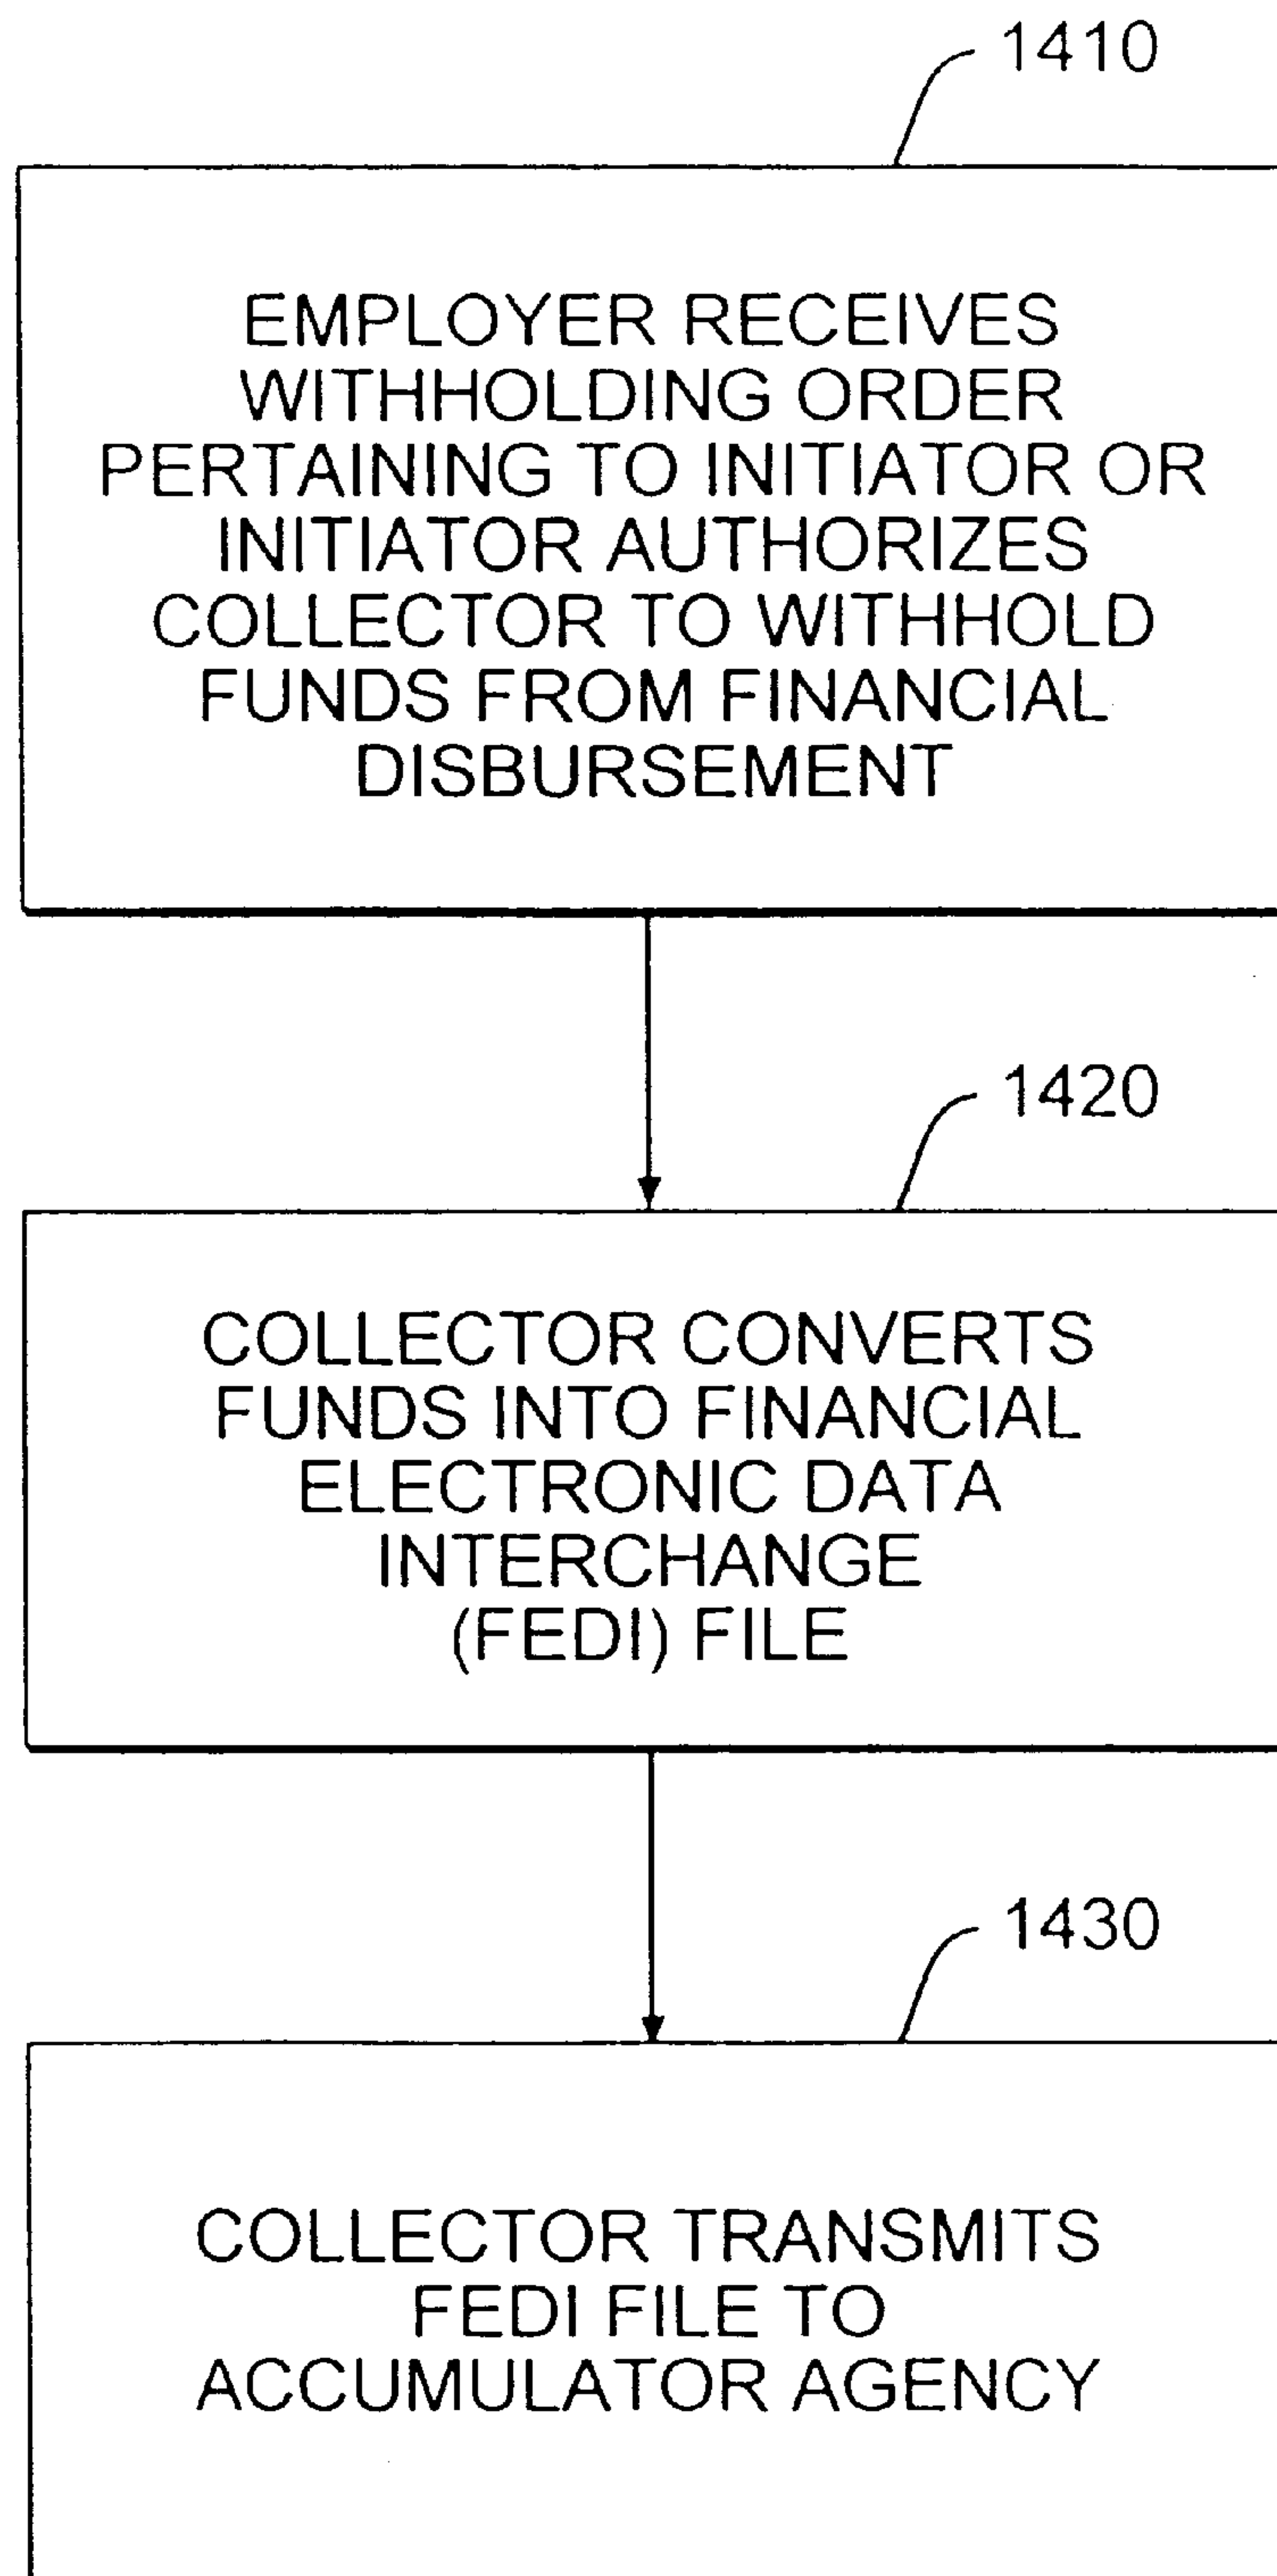 1410
EMPLOYER RECEIVES
WITHHOLDING ORDER
PERTAINING TO INITIATOR OR
INITIATOR AUTHORIZES
COLLECTOR TO WITHHOLD
FUNDS FROM FINANCIAL
DISBURSEMENT
1420
COLLECTOR CONVERTS
FUNDS INTO FINANCIAL
ELECTRONIC DATA
INTERCHANGE
(FEDI) FILE
1430
COLLECTOR TRANSMITS
FEDI FILE TO
ACCUMULATOR AGENCY